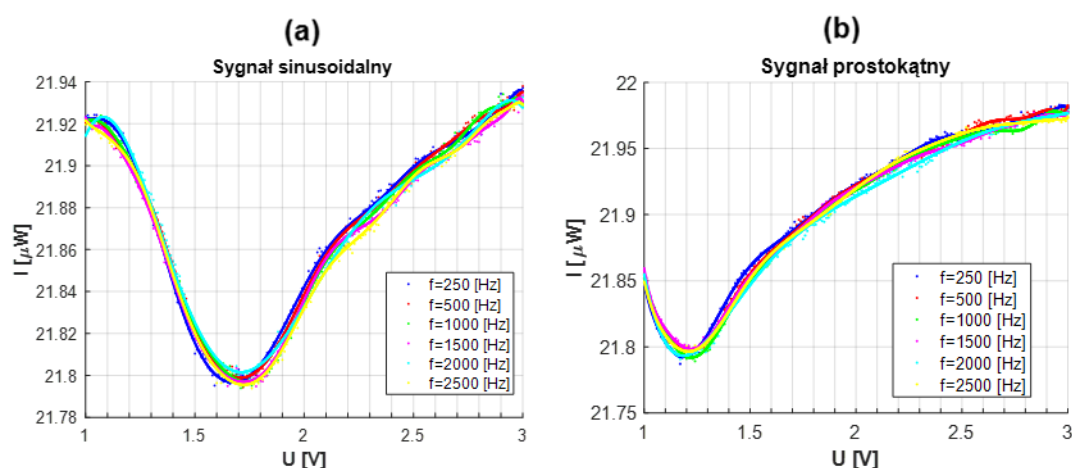 (a)
Sygnał sinusoidalny
21.94
21.92
21.9
21.88
21.86
21.84
21.82
21.8
21.78
I [μW]
f=250 [Hz]
f=500 [Hz]
f=1000 [Hz]
f=1500 [Hz]
f=2000 [Hz]
f=2500 [Hz]
1 1.5 2 2.5 3
U [V]
(b)
Sygnał prostokątny
22
21.95
21.9
21.85
21.8
21.75
I [μW]
f=250 [Hz]
f=500 [Hz]
f=1000 [Hz]
f=1500 [Hz]
f=2000 [Hz]
f=2500 [Hz]
1 1.5 2 2.5 3
U [V]